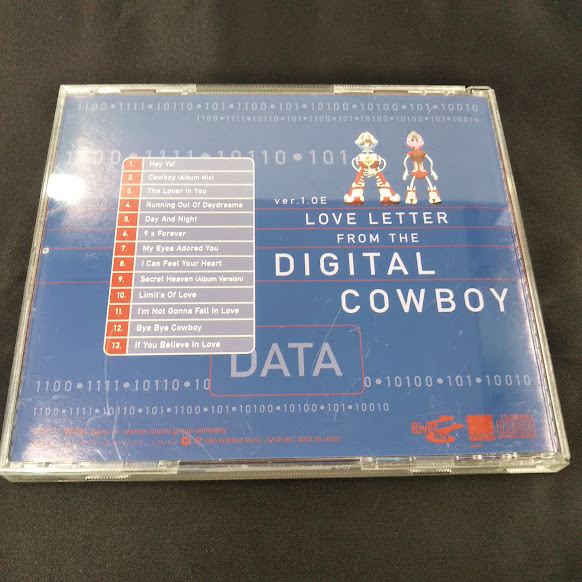 1100•1111•10110•101•1100•101•10100•10100•101•10010
1100•1111•10110•101•1100•101•10100•10100•101•10010
1100•1111•10110•101
1. Hey Yo!
2. Cowboy (Album Mix)
3. The Lover In You
4. Running Out Of Daydreams
5. Day And Night
6. 9 x Forever
7. My Eyes Adored You
8. I Can Feel Your Heart
9. Secret Heaven (Album Version)
10. Limit's Of Love
11. I'm Not Gonna Fall In Love
12. Bye Bye Cowboy
13. If You Believe In Love
ver.1.0E
LOVE LETTER
FROM THE
DIGITAL
COWBOY
DATA
1100•1111•10110•10
0•10100•101•10010
1100•1111•10110•101•1100•101•10100•10100•101•10010